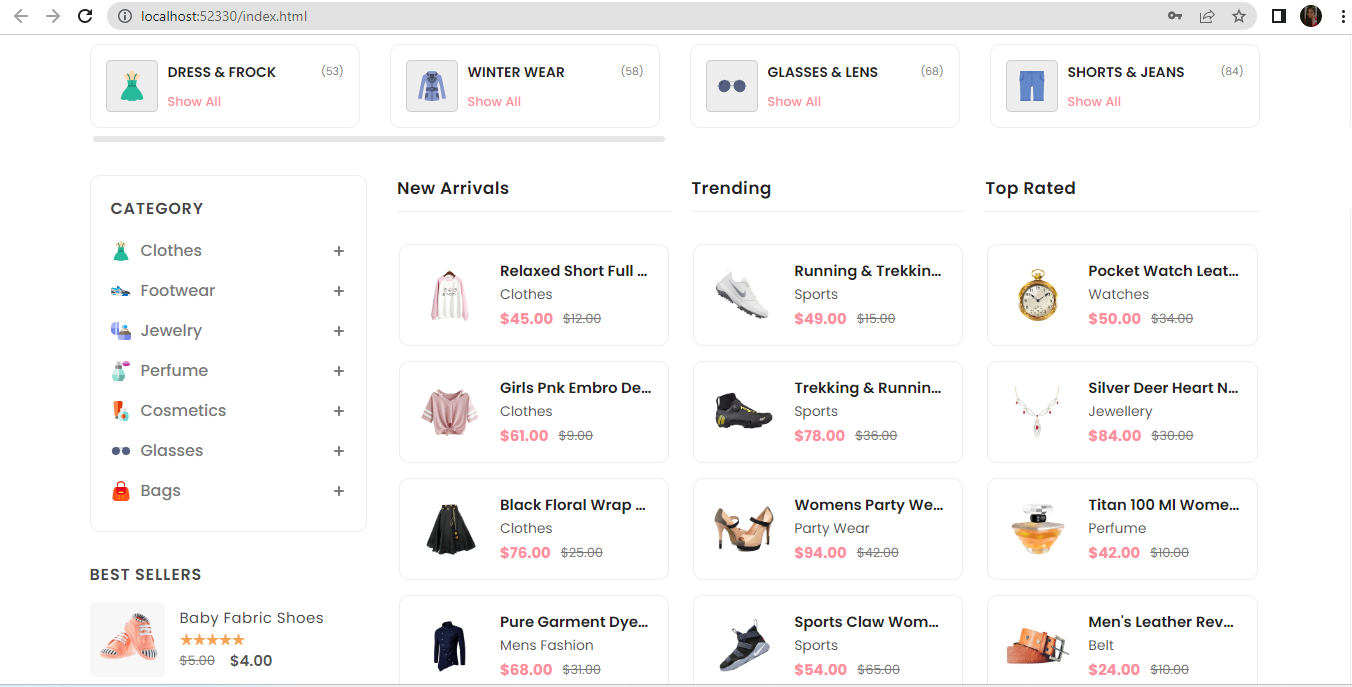 localhost:52330/index.html
DRESS & FROCK (53)
Show All
WINTER WEAR (58)
Show All
GLASSES & LENS (68)
Show All
SHORTS & JEANS (84)
Show All
CATEGORY
Clothes +
Footwear +
Jewelry +
Perfume +
Cosmetics +
Glasses +
Bags +
BEST SELLERS
Baby Fabric Shoes
$5.00 $4.00
New Arrivals
Relaxed Short Full ...
Clothes
$45.00 $12.00
Girls Pnk Embro De...
Clothes
$61.00 $9.00
Black Floral Wrap ...
Clothes
$76.00 $25.00
Pure Garment Dye...
Mens Fashion
$68.00 $31.00
Trending
Running & Trekkin...
Sports
$49.00 $15.00
Trekking & Runnin...
Sports
$78.00 $36.00
Womens Party We...
Party Wear
$94.00 $42.00
Sports Claw Wom...
Sports
$54.00 $65.00
Top Rated
Pocket Watch Leat...
Watches
$50.00 $34.00
Silver Deer Heart N...
Jewellery
$84.00 $30.00
Titan 100 Ml Wome...
Perfume
$42.00 $10.00
Men's Leather Rev...
Belt
$24.00 $10.00